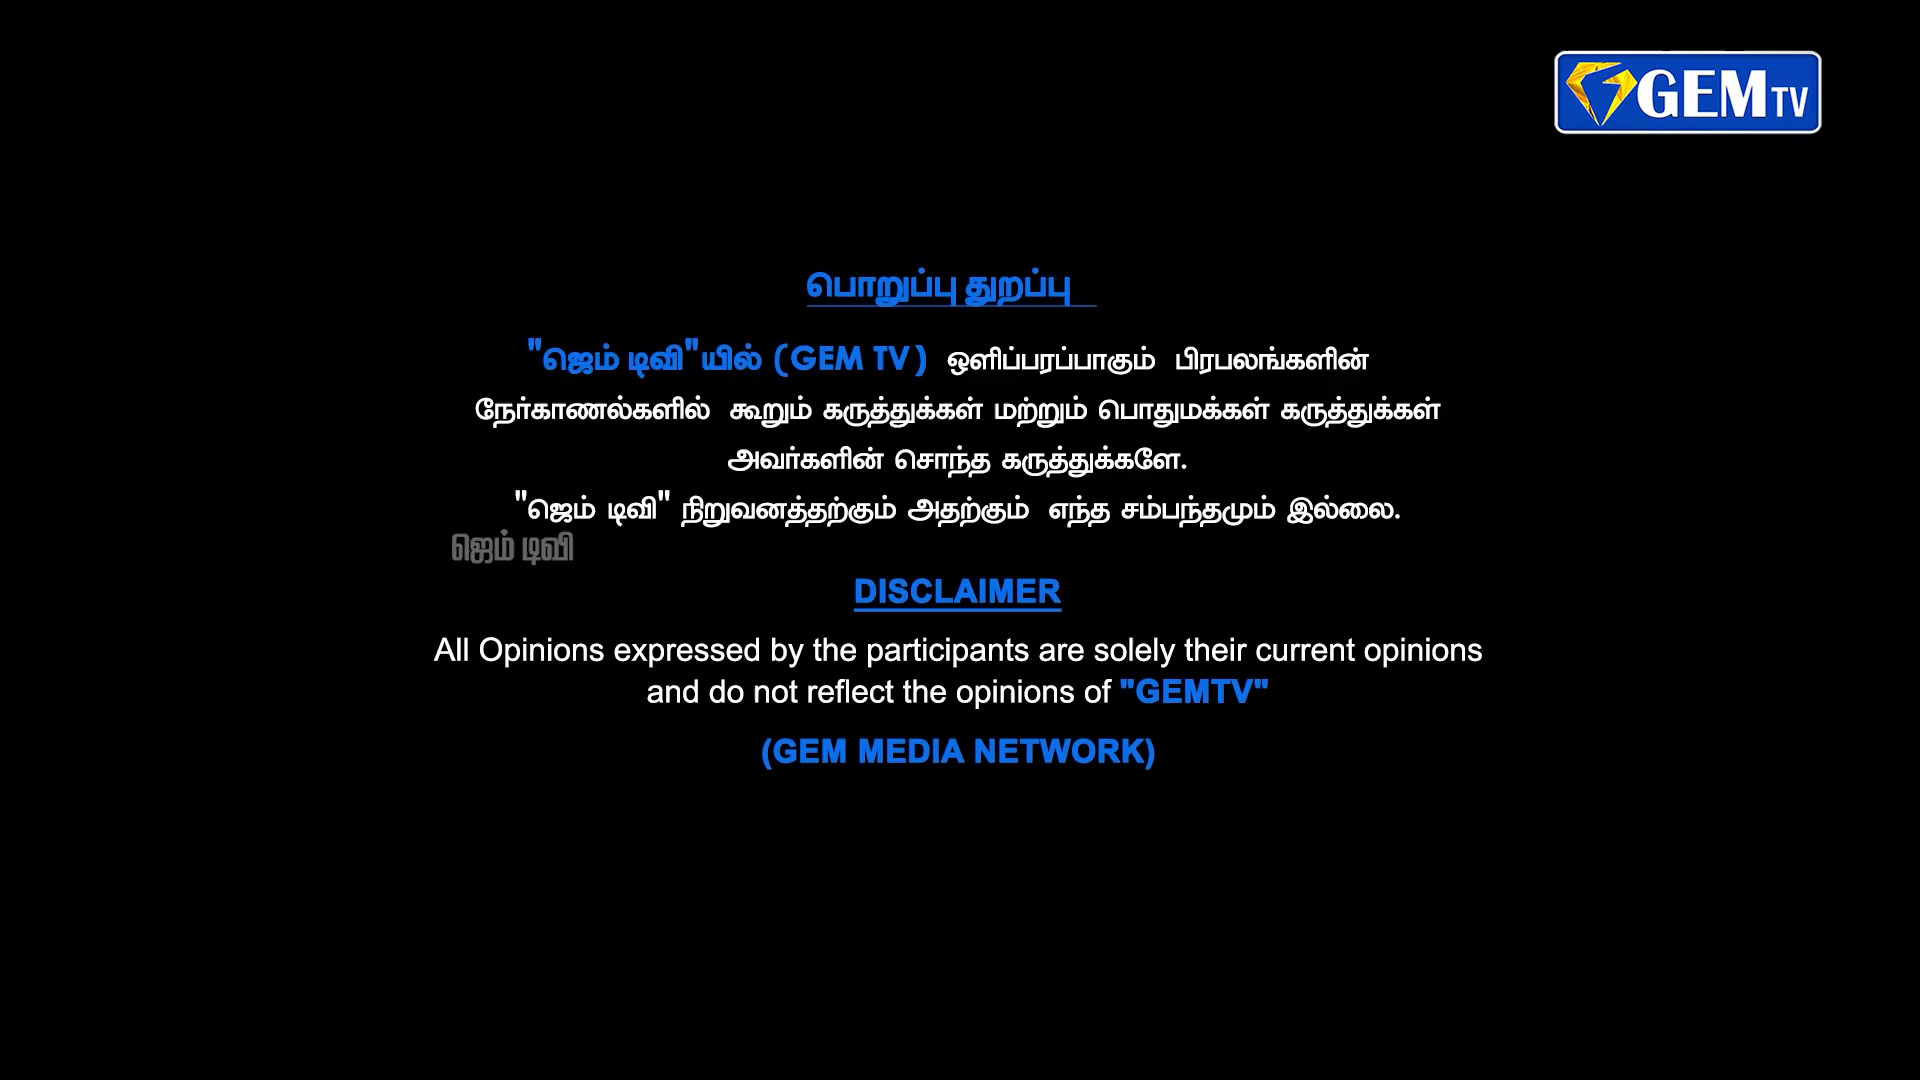 GEM TV
பொறுப்பு துறப்பு
"ஜெம் டிவி"யில் (GEM TV) ஒளிப்பரப்பாகும் பிரபலங்களின்
நேர்காணல்களில் கூறும் கருத்துக்கள் மற்றும் பொதுமக்கள் கருத்துக்கள்
அவர்களின் சொந்த கருத்துக்களே.
"ஜெம் டிவி" நிறுவனத்தற்கும் அதற்கும் எந்த சம்பந்தமும் இல்லை.
ஜெம் டிவி
DISCLAIMER
All Opinions expressed by the participants are solely their current opinions
and do not reflect the opinions of "GEMTV"
(GEM MEDIA NETWORK)